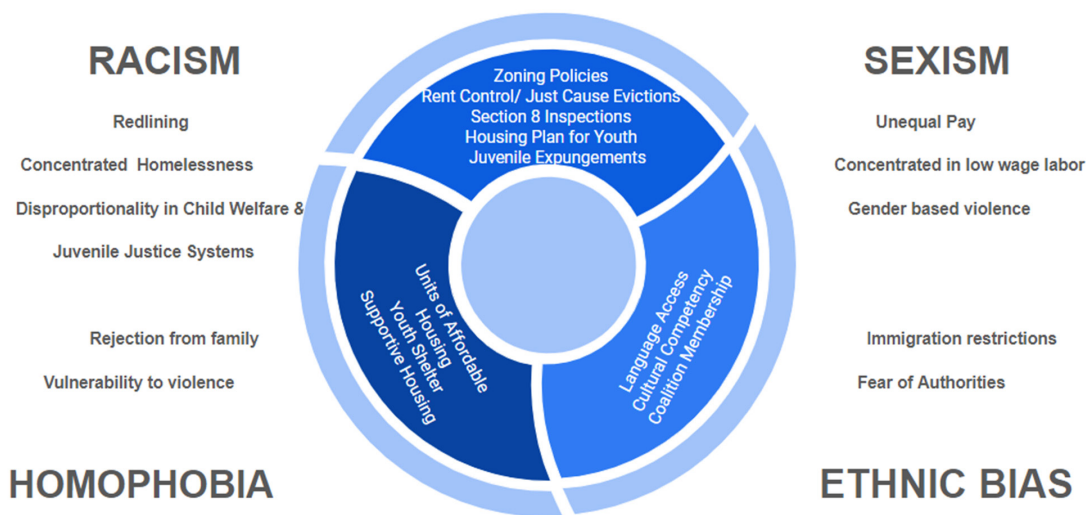 RACISM
Redlining
Concentrated Homelessness
Disproportionality in Child Welfare &
Juvenile Justice Systems
Zoning Policies
Rent Control/ Just Cause Evictions
Section 8 Inspections
Housing Plan for Youth
Juvenile Expungements
SEXISM
Unequal Pay
Concentrated in low wage labor
Gender based violence
Units of Affordable
Housing
Youth Shelter
Supportive Housing
Language Access
Cultural Competency
Coalition Membership
Rejection from family
Vulnerability to violence
HOMOPHOBIA
Immigration restrictions
Fear of Authorities
ETHNIC BIAS